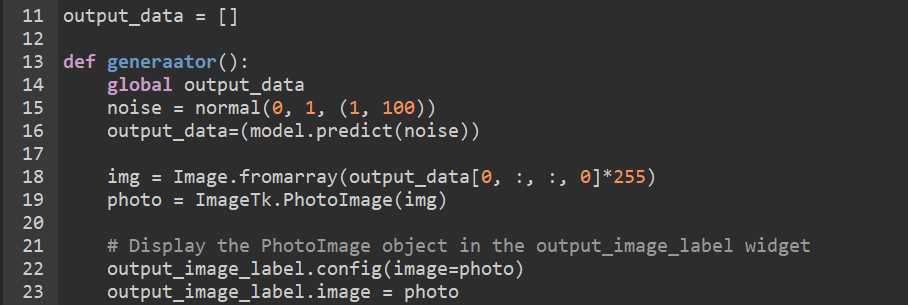 11 output_data = []
12
13 def generaator():
14     global output_data
15     noise = normal(0, 1, (1, 100))
16     output_data=(model.predict(noise))
17
18     img = Image.fromarray(output_data[0, :, :, 0]*255)
19     photo = ImageTk.PhotoImage(img)
20
21     # Display the PhotoImage object in the output_image_label widget
22     output_image_label.config(image=photo)
23     output_image_label.image = photo